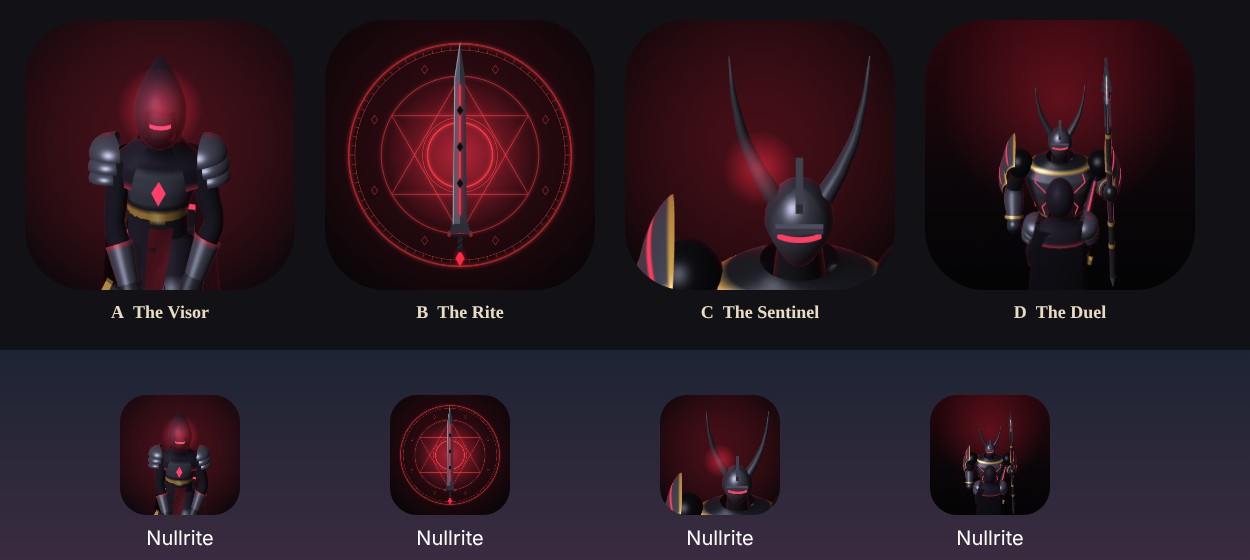 A The Visor
B The Rite
C The Sentinel
D The Duel
Nullrite
Nullrite
Nullrite
Nullrite